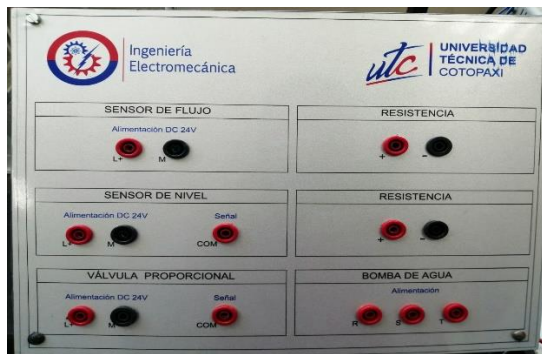 Ingeniería
Electromecánica
utc
UNIVERSIDAD
TÉCNICA DE
COTOPAXI
SENSOR DE FLUJO
Alimentación DC 24V
L+ M
RESISTENCIA
+ -
SENSOR DE NIVEL
Alimentación DC 24V Señal
L+ M COM
RESISTENCIA
+ -
VÁLVULA PROPORCIONAL
Alimentación DC 24V Señal
L+ M COM
BOMBA DE AGUA
Alimentación
R S T